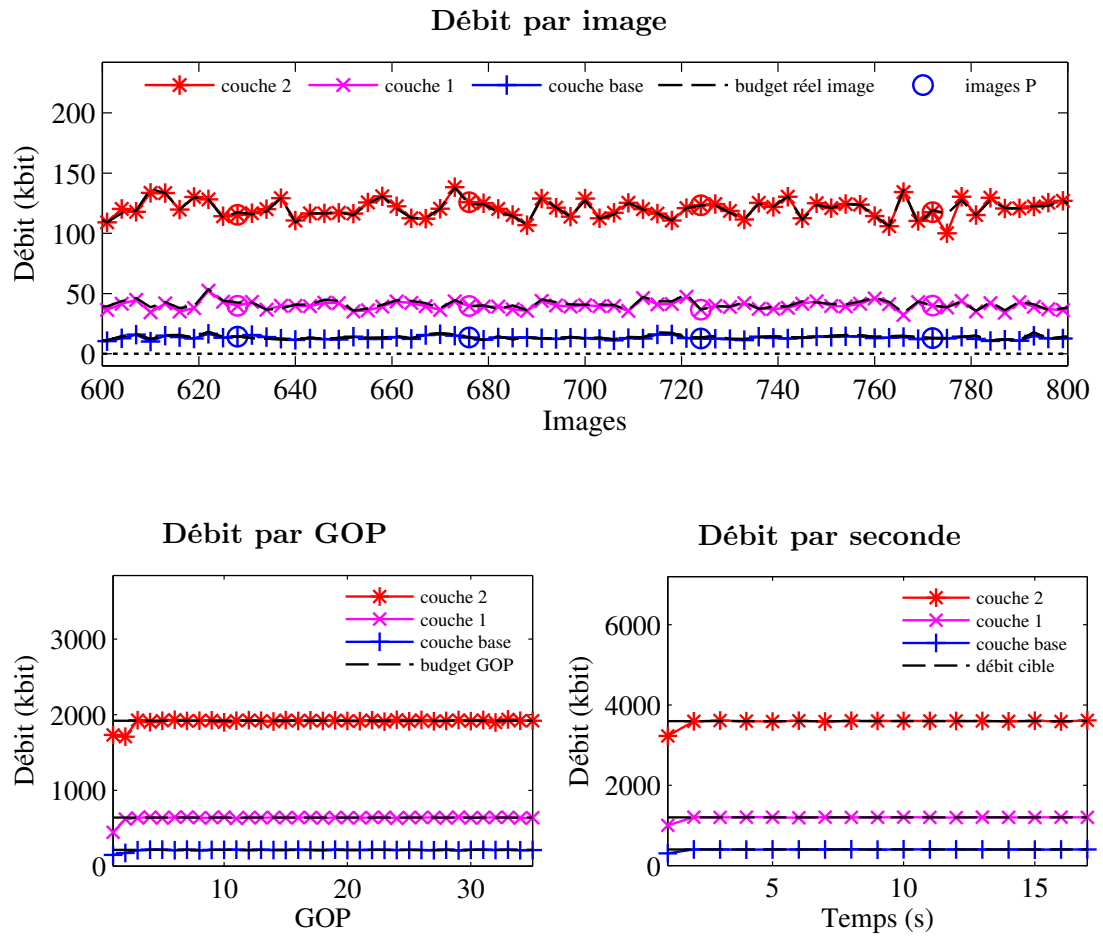 Débit par image
couche 2 couche 1 couche base budget réel image images P
200
150
100
50
0
Débit (kbit)
600 620 640 660 680 700 720 740 760 780 800
Images
Débit par GOP
couche 2
couche 1
couche base
budget GOP
3000
2000
1000
0
Débit (kbit)
10 20 30
GOP
Débit par seconde
couche 2
couche 1
couche base
débit cible
6000
4000
2000
0
Débit (kbit)
5 10 15
Temps (s)